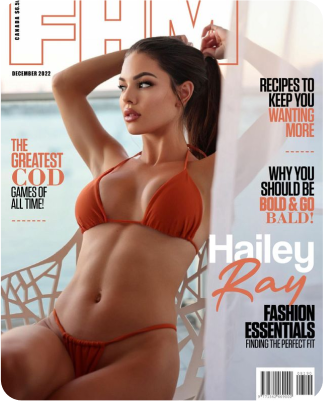 CANADA $6.5
FHM
DECEMBER 2022
RECIPES TO
KEEP YOU
WANTING
MORE
THE
GREATEST
COD
GAMES OF
ALL TIME!
WHY YOU
SHOULD BE
BOLD & GO
BALD!
Hailey
Ray
FASHION
ESSENTIALS
FINDING THE PERFECT FIT